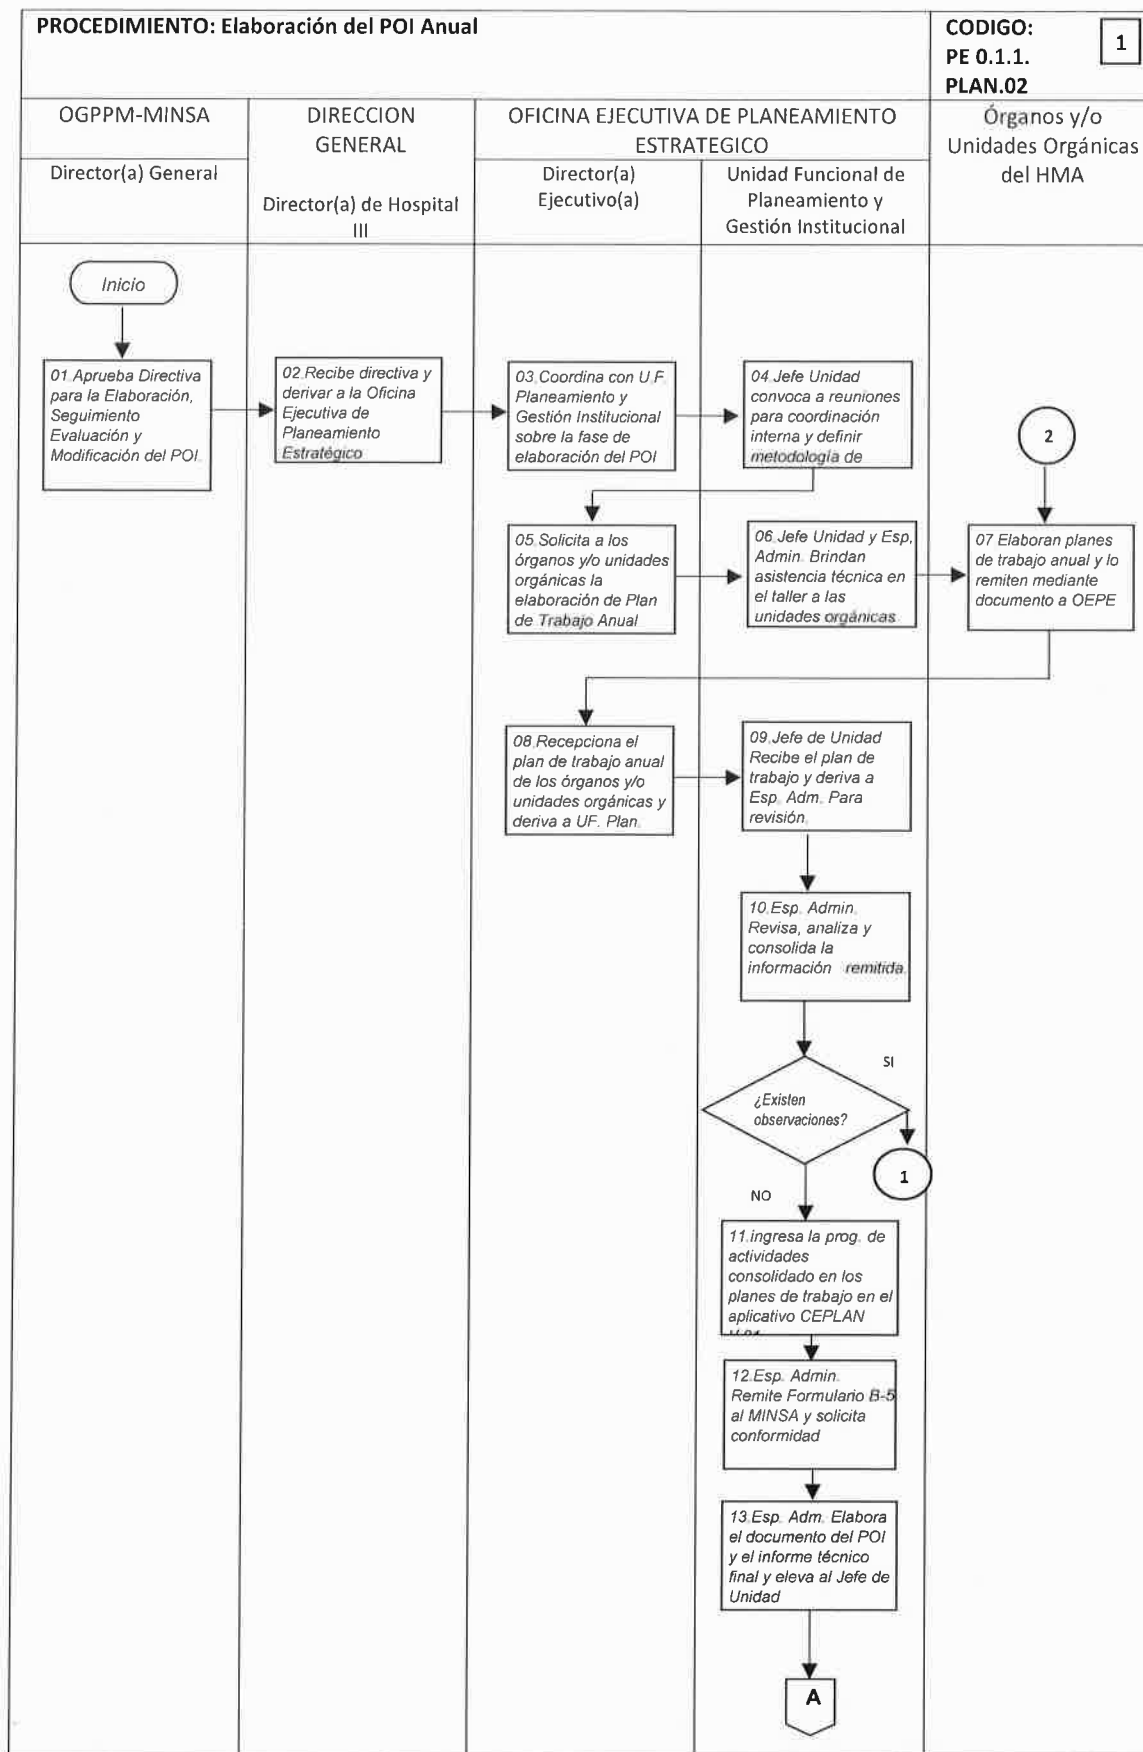 PROCEDIMIENTO: Elaboración del POI Anual
CODIGO:
PE 0.1.1.
PLAN.02
1
OGPPM-MINSA
Director(a) General
DIRECCION
GENERAL
Director(a) de Hospital
III
OFICINA EJECUTIVA DE PLANEAMIENTO
ESTRATEGICO
Director(a)
Ejecutivo(a)
Unidad Funcional de
Planeamiento y
Gestión Institucional
Órganos y/o
Unidades Orgánicas
del HMA
Inicio
01.Aprueba Directiva
para la Elaboración,
Seguimiento
Evaluación y
Modificación del POI.
02.Recibe directiva y
derivar a la Oficina
Ejecutiva de
Planeamiento
Estratégico
03.Coordina con U.F.
Planeamiento y
Gestión Institucional
sobre la fase de
elaboración del POI
04.Jefe Unidad
convoca a reuniones
para coordinación
interna y definir
metodología de
2
05.Solicita a los
órganos y/o unidades
orgánicas la
elaboración de Plan
de Trabajo Anual
06.Jefe Unidad y Esp,
Admin. Brindan
asistencia técnica en
el taller a las
unidades orgánicas
07 Elaboran planes
de trabajo anual y lo
remiten mediante
documento a OEPE
08.Recepciona el
plan de trabajo anual
de los órganos y/o
unidades orgánicas y
deriva a UF. Plan.
09.Jefe de Unidad
Recibe el plan de
trabajo y deriva a
Esp. Adm. Para
revisión.
10.Esp. Admin.
Revisa, analiza y
consolida la
información remitida.
SI
¿Existen
observaciones?
1
NO
11.ingresa la prog. de
actividades
consolidado en los
planes de trabajo en el
aplicativo CEPLAN
12.Esp. Admin.
Remite Formulario B-5
al MINSA y solicita
conformidad
13.Esp. Adm. Elabora
el documento del POI
y el informe técnico
final y eleva al Jefe de
Unidad
A